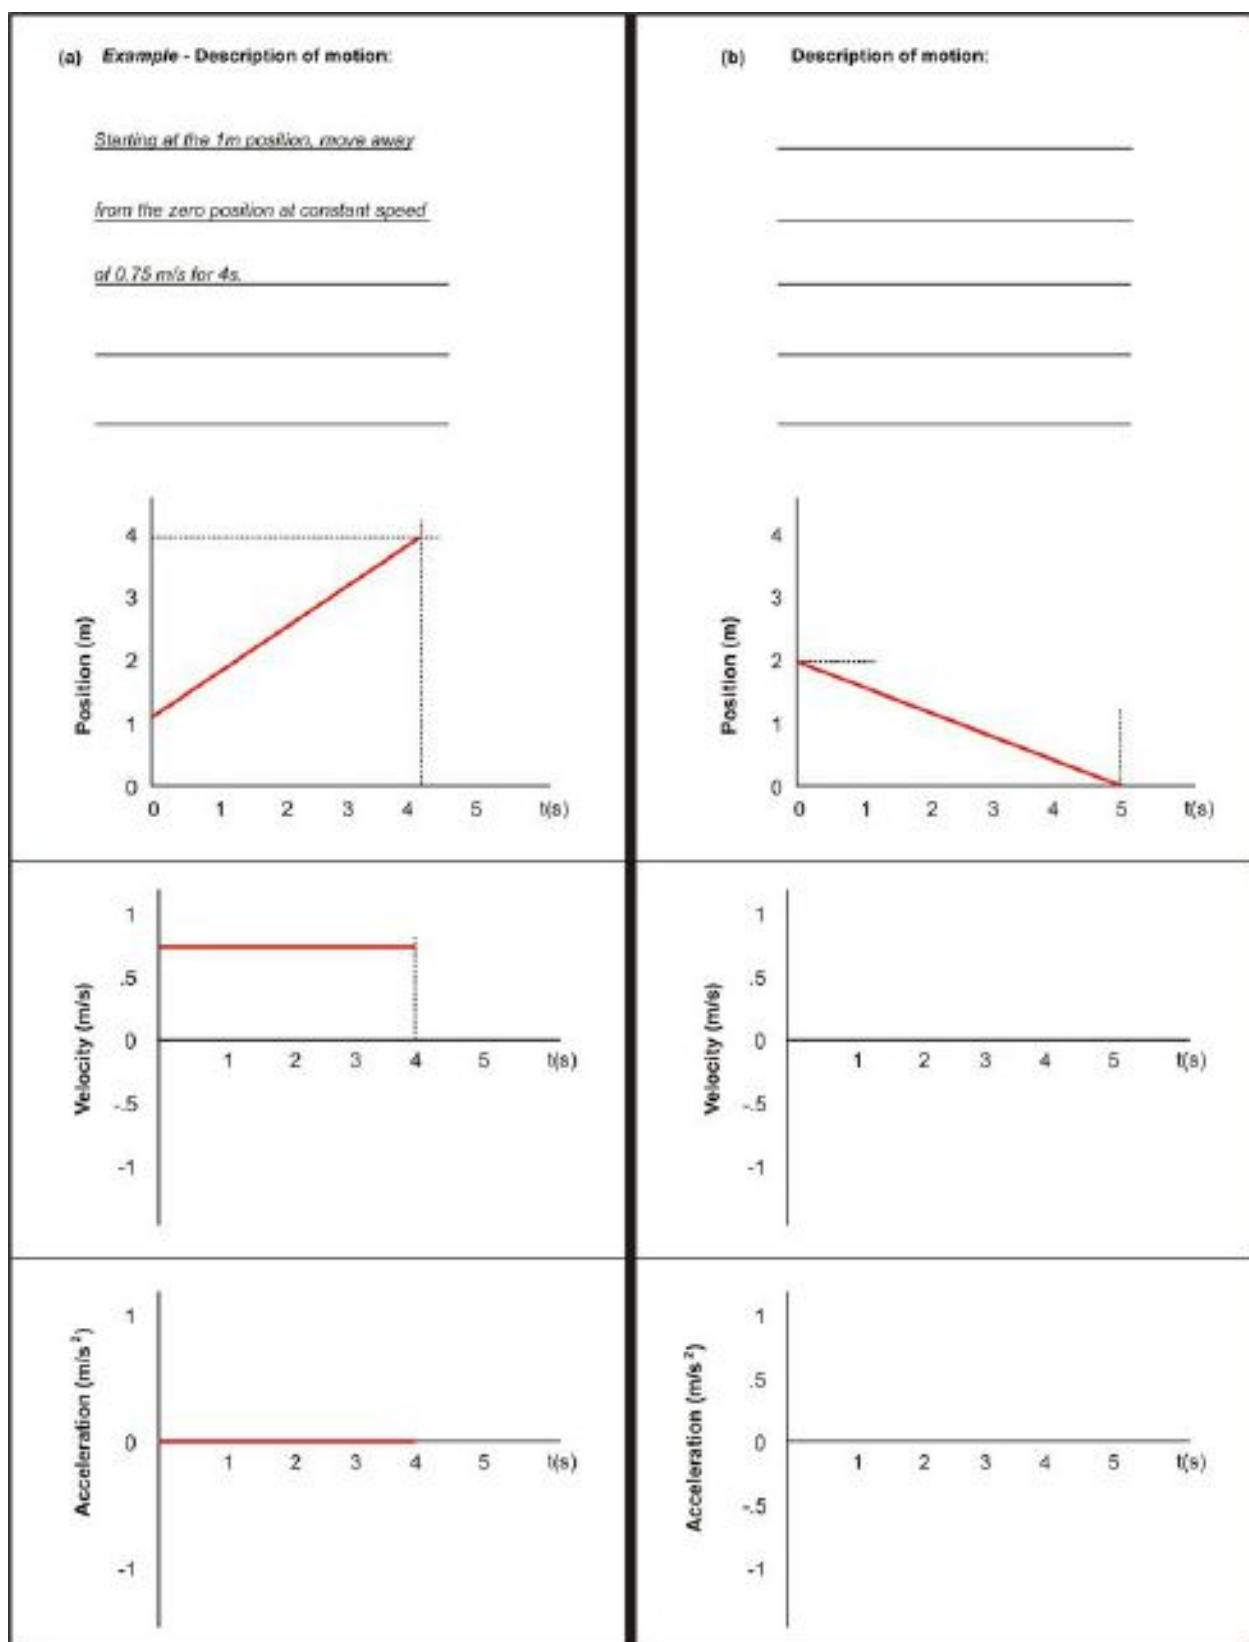 (a) Example - Description of motion:
Starting at the 1m position, move away
from the zero position at constant speed
of 0.75 m/s for 4s.
4
3
2
1
0
Position (m)
0 1 2 3 4 5 t(s)
1
.5
0
-.5
-1
Velocity (m/s)
1 2 3 4 5 t(s)
1
0
-1
Acceleration (m/s²)
1 2 3 4 5 t(s)
(b) Description of motion:
4
3
2
1
0
Position (m)
0 1 2 3 4 5 t(s)
1
.5
0
-.5
-1
Velocity (m/s)
1 2 3 4 5 t(s)
1
.5
0
-.5
-1
Acceleration (m/s²)
1 2 3 4 5 t(s)